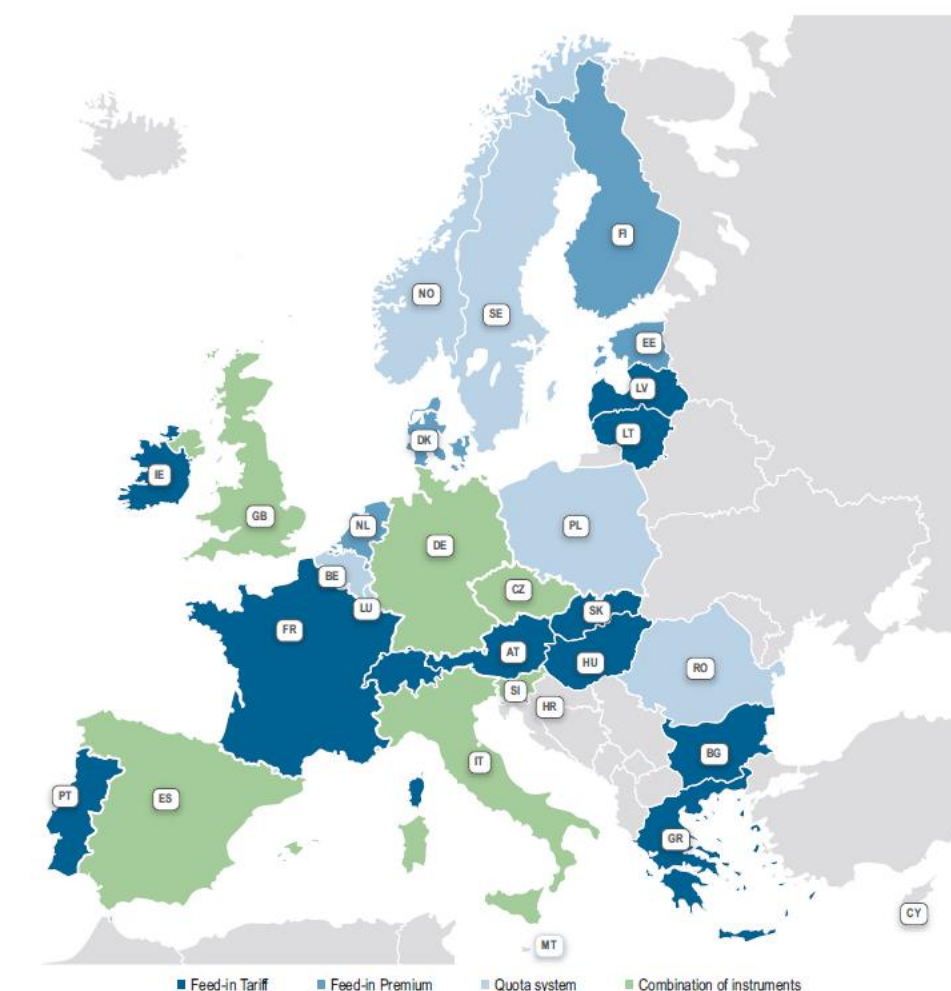 FI
NO
SE
EE
LV
LT
DK
IE
GB
NL
PL
DE
BE
CZ
LU
SK
FR
AT
HU
RO
SI
HR
BG
IT
PT
ES
GR
CY
MT
Feed-in Tariff Feed-in Premium Quota system Combination of instruments